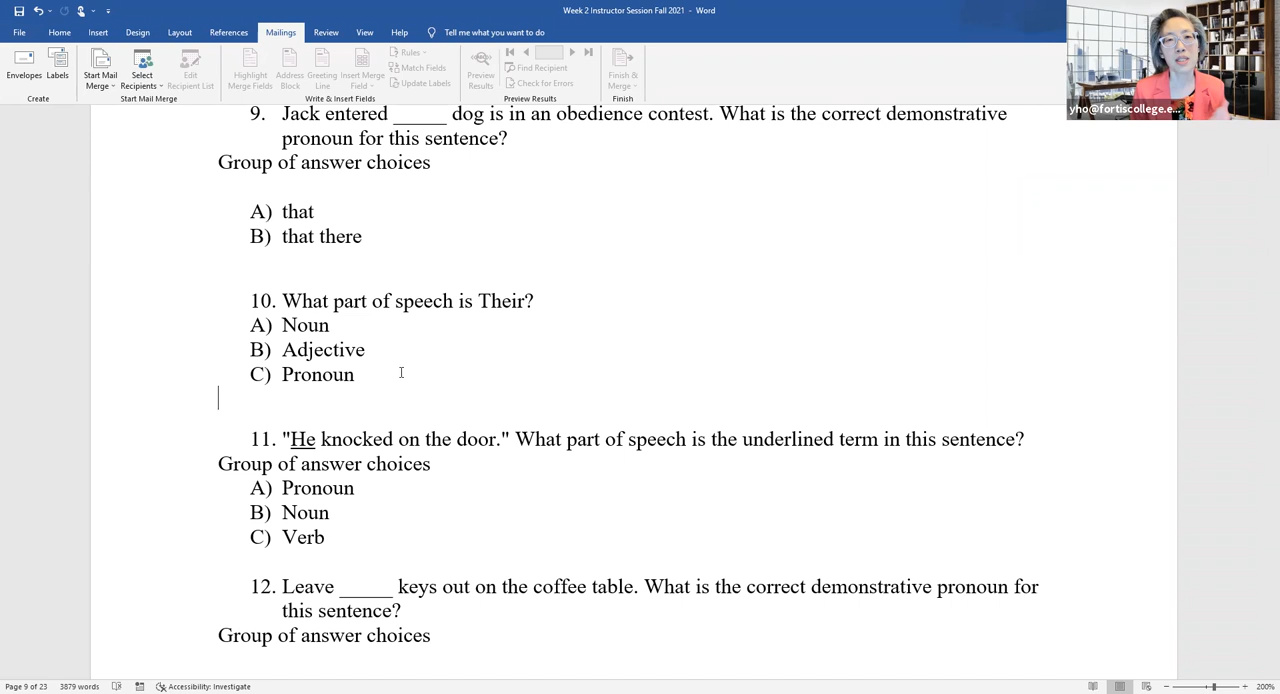 Week 2 Instructor Session Fall 2021 - Word
File Home Insert Design Layout References Mailings Review View Help Tell me what you want to do
Envelopes Labels
Create
Start Mail Merge Select Recipients Edit Recipient List
Start Mail Merge
Highlight Merge Fields Address Block Greeting Line Insert Merge Field
Rules
Match Fields
Update Labels
Write & Insert Fields
Preview Results
Find Recipient
Check for Errors
Preview Results
Finish & Merge
Finish
yho@fortiscollege.e...
9. Jack entered _____ dog is in an obedience contest. What is the correct demonstrative
pronoun for this sentence?
Group of answer choices
A) that
B) that there
10. What part of speech is Their?
A) Noun
B) Adjective
C) Pronoun
11. "He knocked on the door." What part of speech is the underlined term in this sentence?
Group of answer choices
A) Pronoun
B) Noun
C) Verb
12. Leave _____ keys out on the coffee table. What is the correct demonstrative pronoun for
this sentence?
Group of answer choices
Page 9 of 23 3879 words Accessibility: Investigate 200%